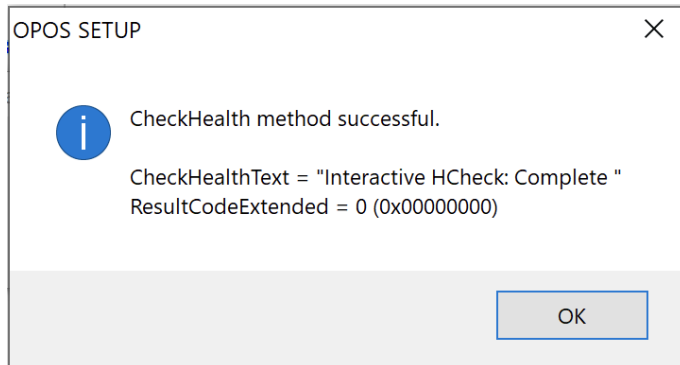 OPOS SETUP
CheckHealth method successful.
CheckHealthText = "Interactive HCheck: Complete "
ResultCodeExtended = 0 (0x00000000)
OK